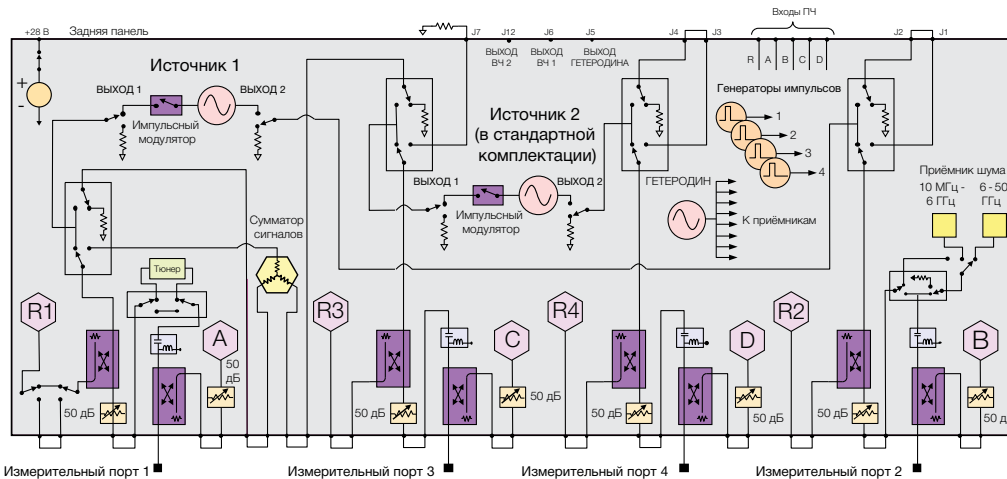 Входы ПЧ
+28 В
Задняя панель
J7
J12
J6
J5
J4
J3
J2
J1
ВЫХОД
ВЧ 2
ВЫХОД
ВЧ 1
ВЫХОД
ГЕТЕРОДИНА
R
A
B
C
D
+
-
Источник 1
ВЫХОД 1
ВЫХОД 2
Импульсный
модулятор
Источник 2
(в стандартной
комплектации)
ВЫХОД 1
ВЫХОД 2
Импульсный
модулятор
Генераторы импульсов
1
2
3
4
ГЕТЕРОДИН
К приёмникам
Приёмник шума
10 МГц -
6 ГГц
6 - 50
ГГц
Сумматор
сигналов
Тюнер
R1
A
R3
C
R4
D
R2
B
50
дБ
50 дБ
50 дБ
50 дБ
50 дБ
50 дБ
50 дБ
Измерительный порт 1
Измерительный порт 3
Измерительный порт 4
Измерительный порт 2